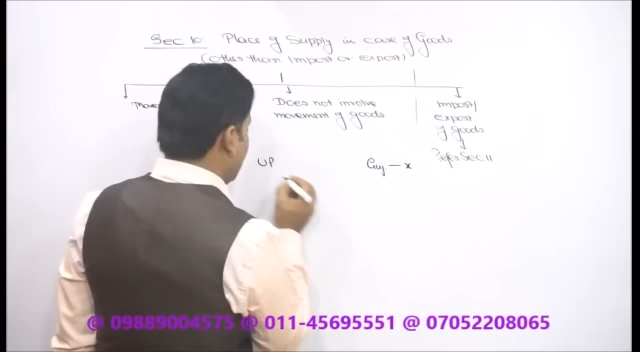 Sec 10: Place of Supply in case of Goods
(other than Import or export)
Does not involve
movement of goods
Import/
export
of Goods
Refer Sec 11
UP
Guj - x
@ 09889004575 @ 011-45695551 @ 07052208065